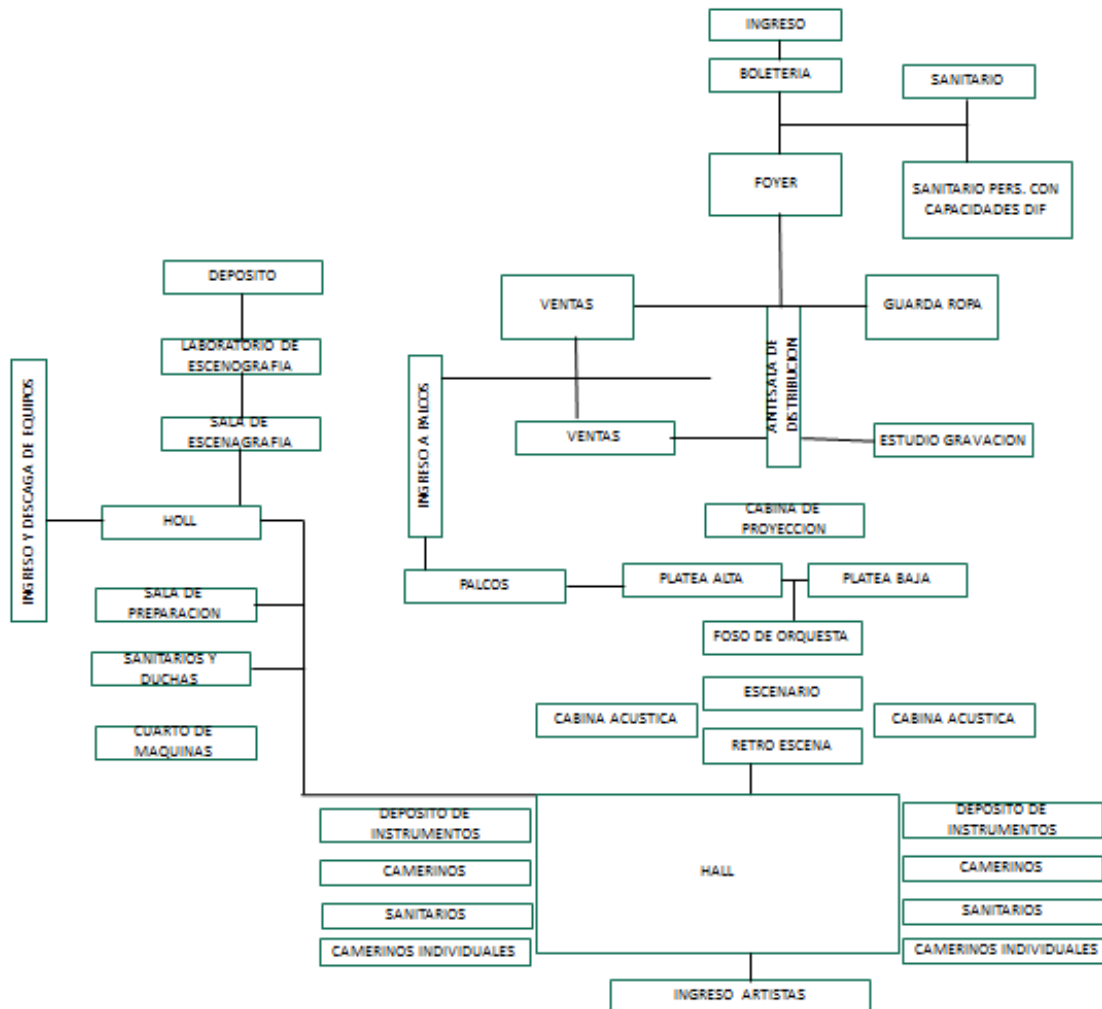 INGRESO
BOLETERIA
SANITARIO
FOYER
SANITARIO PERS. CON
CAPACIDADES DIF
DEPOSITO
VENTAS
GUARDA ROPA
LABORATORIO DE
ESCENOGRAFIA
ANTESALA DE
DISTRIBUCION
INGRESO Y DESCAGA DE EQUIPOS
INGRESO A PALCOS
SALA DE
ESCENAGRAFIA
VENTAS
ESTUDIO GRAVACION
HOLL
CABINA DE
PROYECCION
PALCOS
PLATEA ALTA
PLATEA BAJA
SALA DE
PREPARACION
FOSO DE ORQUESTA
SANITARIOS Y
DUCHAS
ESCENARIO
CABINA ACUSTICA
CABINA ACUSTICA
CUARTO DE
MAQUINAS
RETRO ESCENA
DEPOSITO DE
INSTRUMENTOS
DEPOSITO DE
INSTRUMENTOS
CAMERINOS
HALL
CAMERINOS
SANITARIOS
SANITARIOS
CAMERINOS INDIVIDUALES
CAMERINOS INDIVIDUALES
INGRESO ARTISTAS